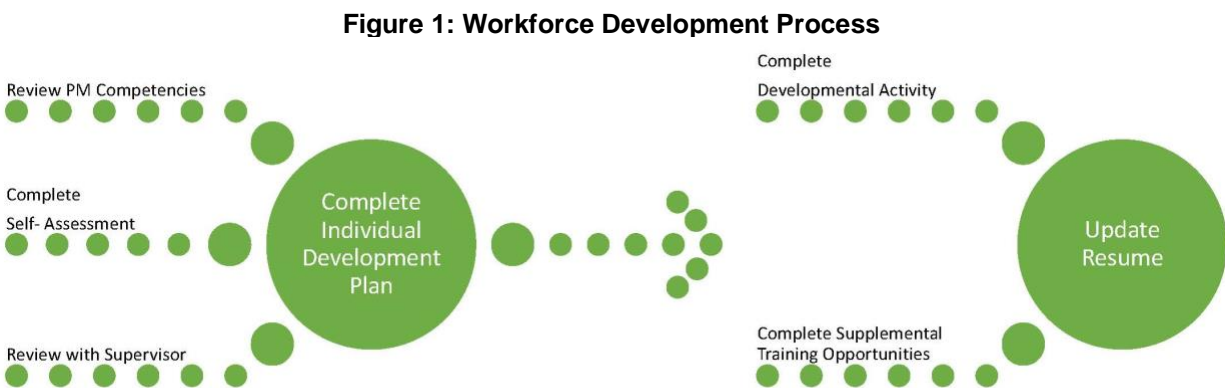 Figure 1: Workforce Development Process
Review PM Competencies
Complete
Self- Assessment
Review with Supervisor
Complete
Individual
Development
Plan
Complete
Developmental Activity
Complete Supplemental
Training Opportunities
Update
Resume